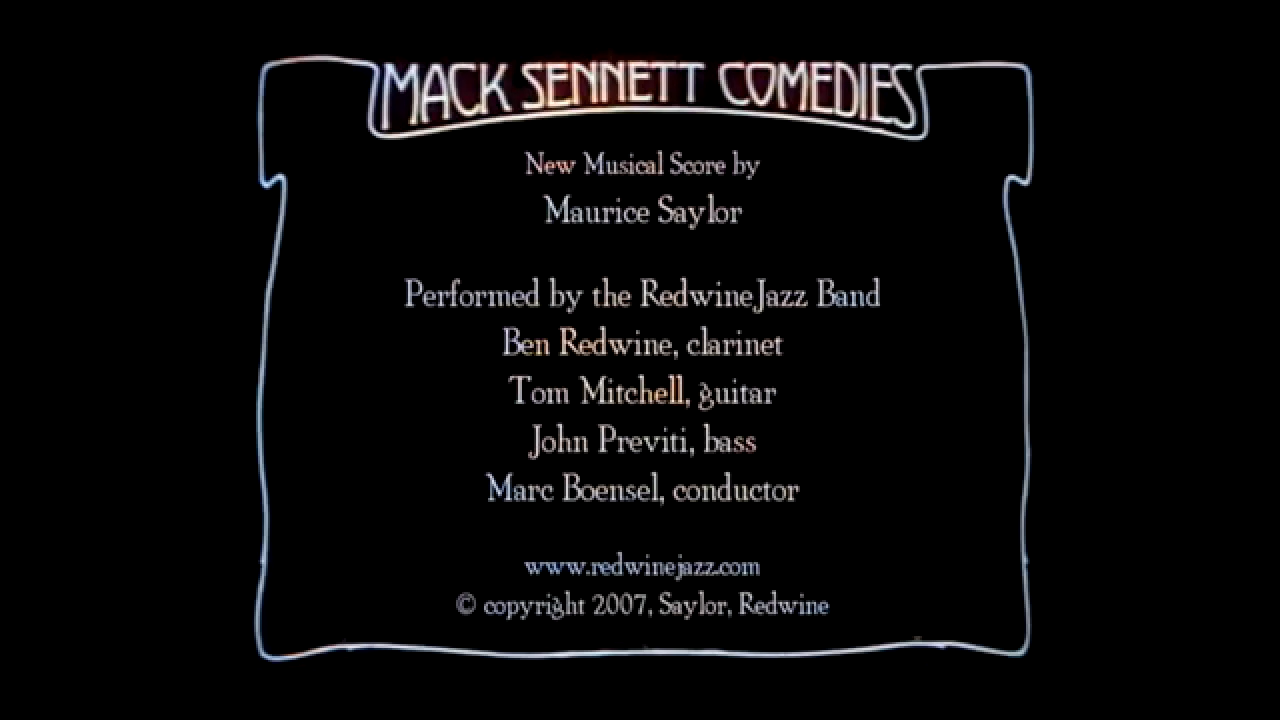 MACK SENNETT COMEDIES
New Musical Score by
Maurice Saylor
Performed by the RedwineJazz Band
Ben Redwine, clarinet
Tom Mitchell, guitar
John Previti, bass
Marc Boensel, conductor
www.redwinejazz.com
© copyright 2007, Saylor, Redwine